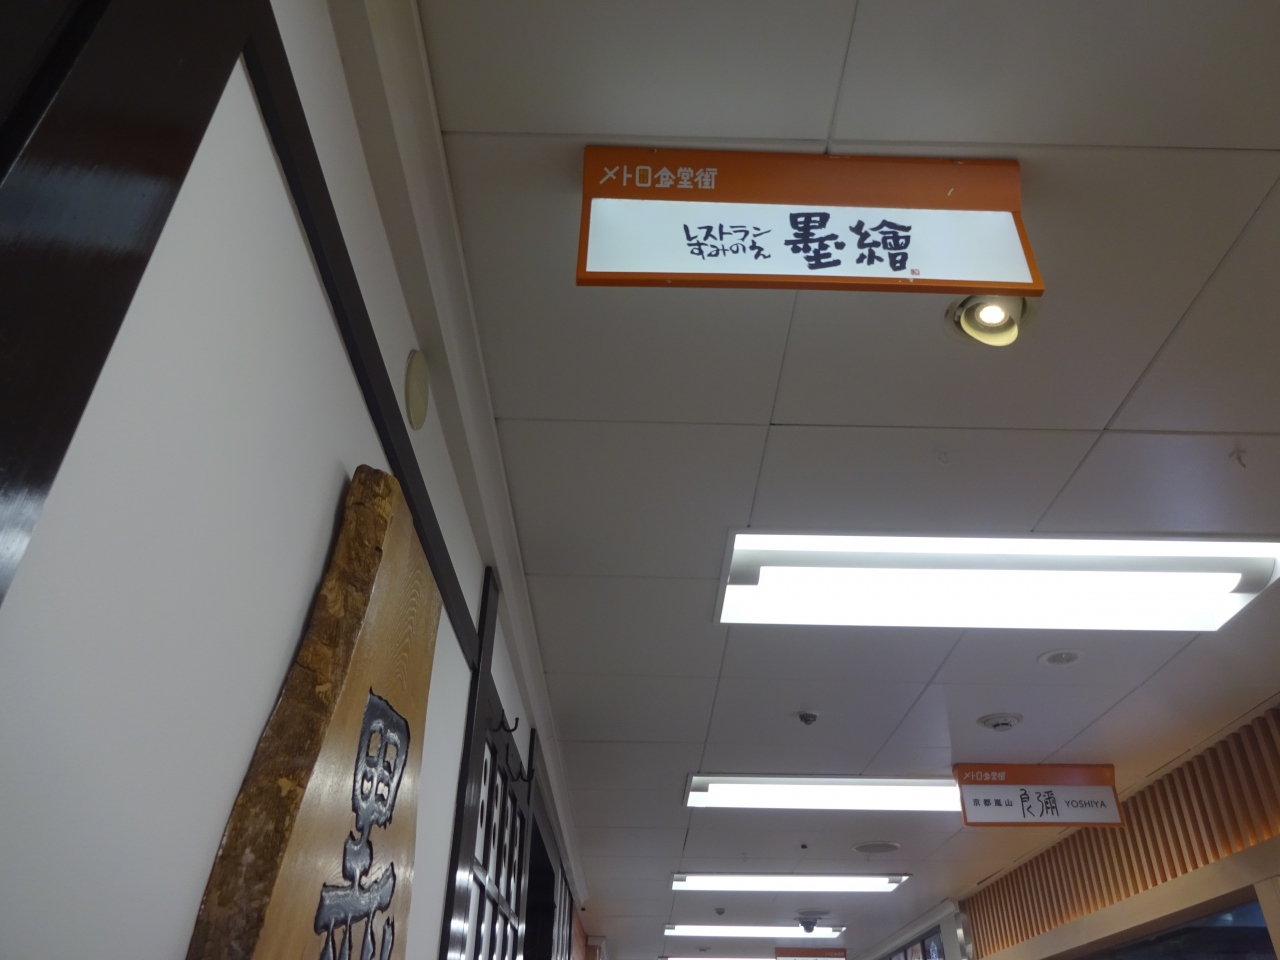 メトロ食堂街
レストラン
すみのゑ
墨繪
メトロ食堂街
京都嵐山 良彌 YOSHIYA